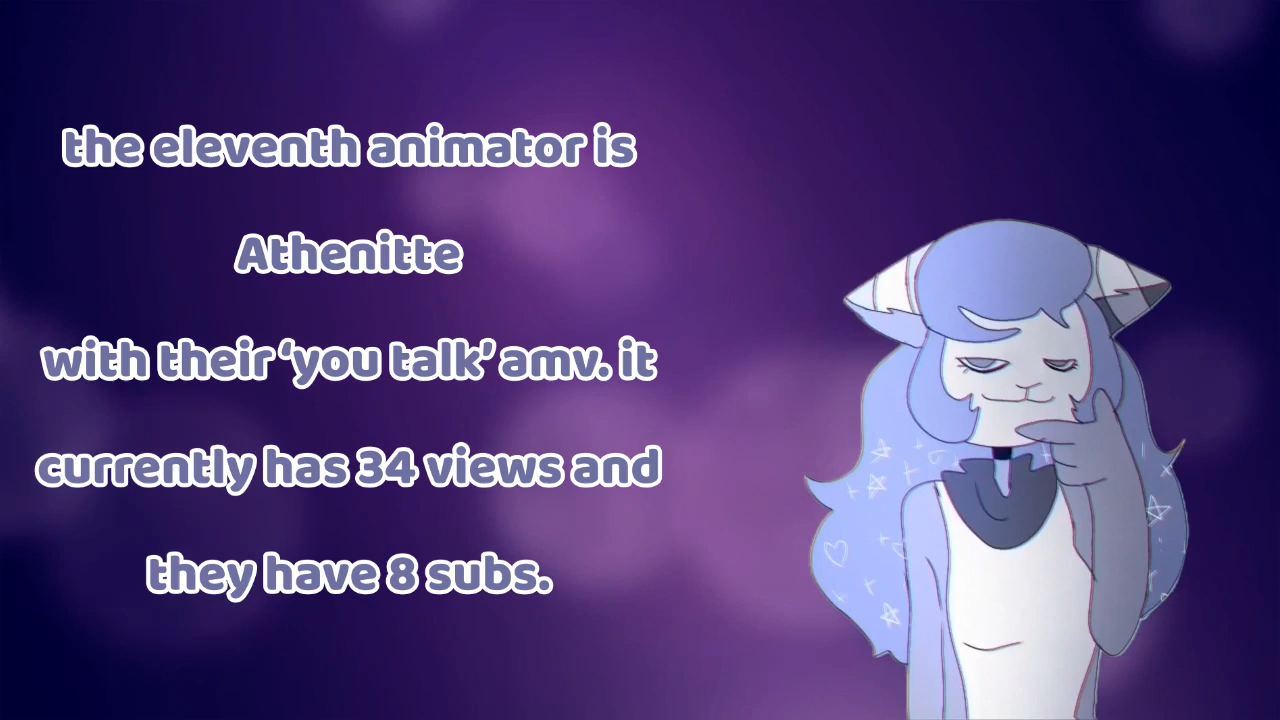 the eleventh animator is
Athenitte
with their ‘you talk’ amv. it
currently has 34 views and
they have 8 subs.